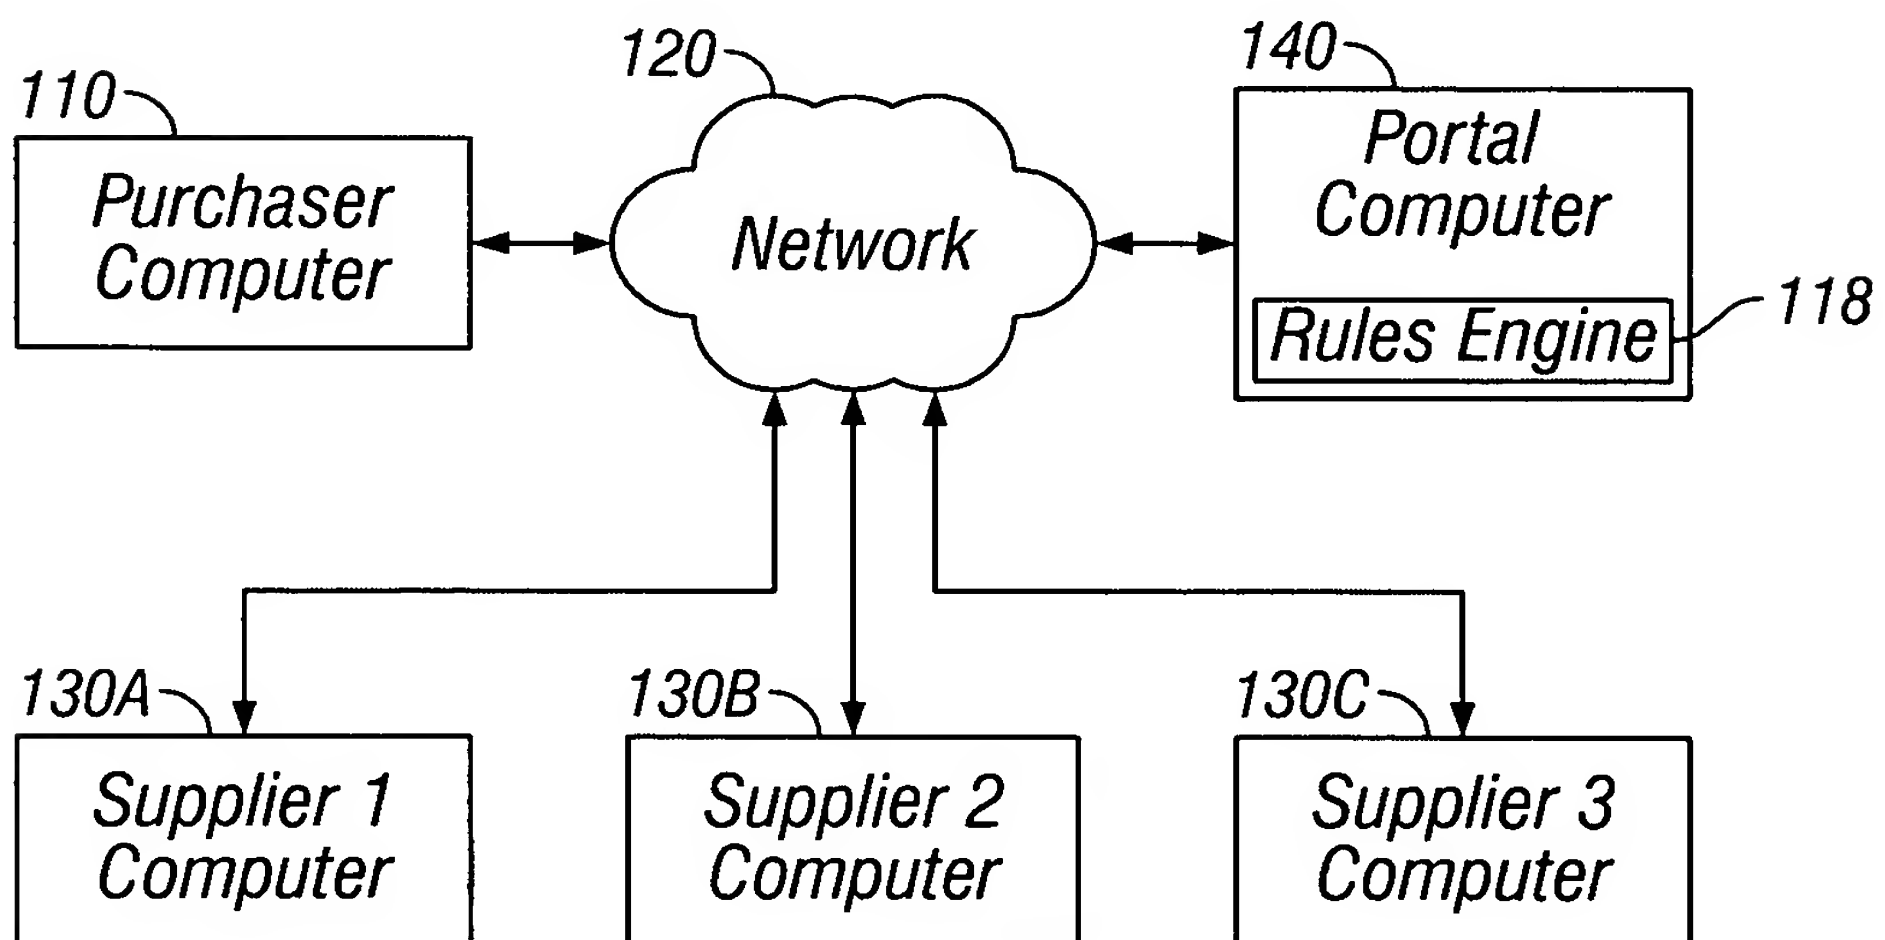 110
120
140
Purchaser
Computer
Network
Portal
Computer
Rules Engine
118
130A
130B
130C
Supplier 1
Computer
Supplier 2
Computer
Supplier 3
Computer